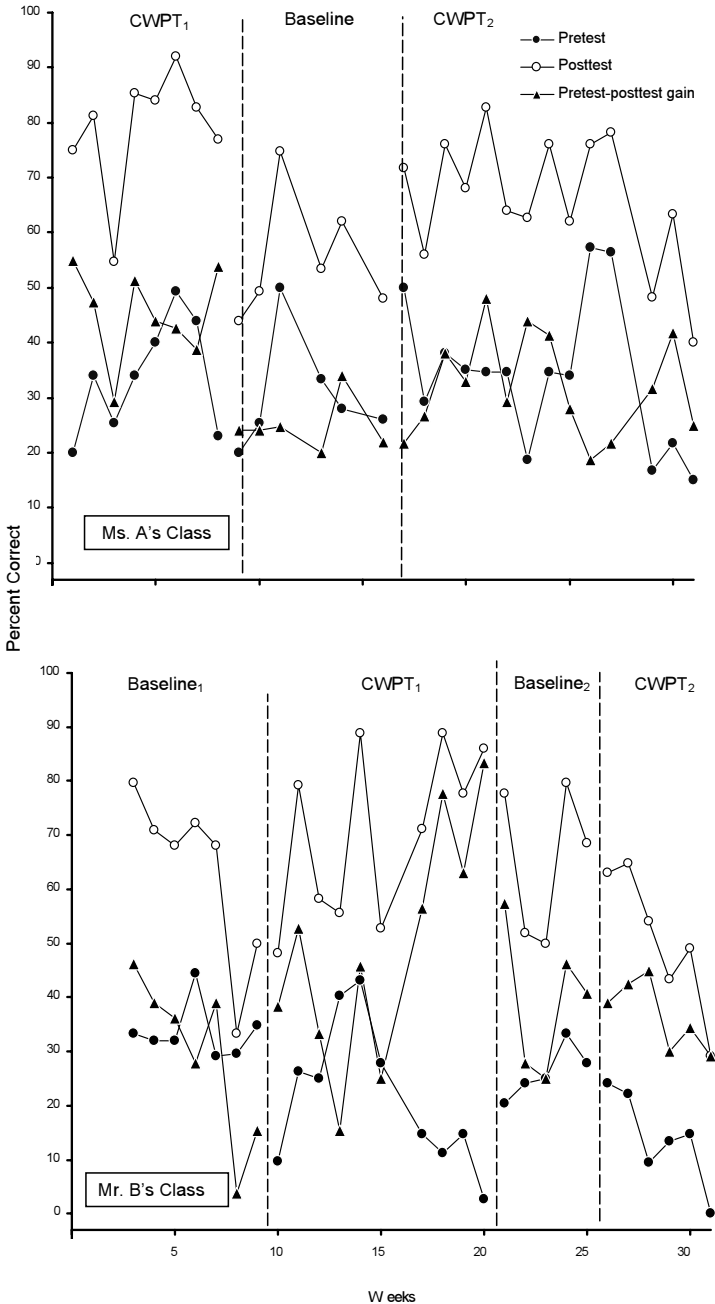 100
CWPT₁
Baseline
CWPT₂
Pretest
Posttest
Pretest-posttest gain
90
80
70
60
50
40
30
20
10
0
Ms. A's Class
Percent Correct
100
Baseline₁
CWPT₁
Baseline₂
CWPT₂
90
80
70
60
50
40
30
20
10
0
Mr. B's Class
5
10
15
20
25
30
Weeks